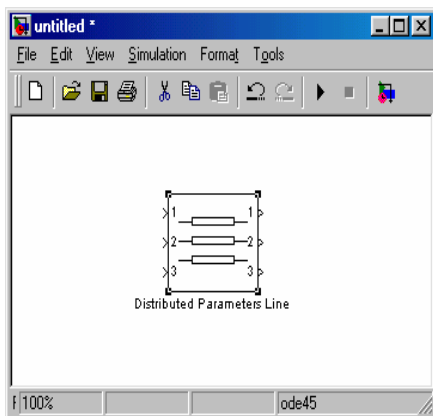 untitled *
File Edit View Simulation Format Tools
1 1
2 2
3 3
Distributed Parameters Line
100% ode45